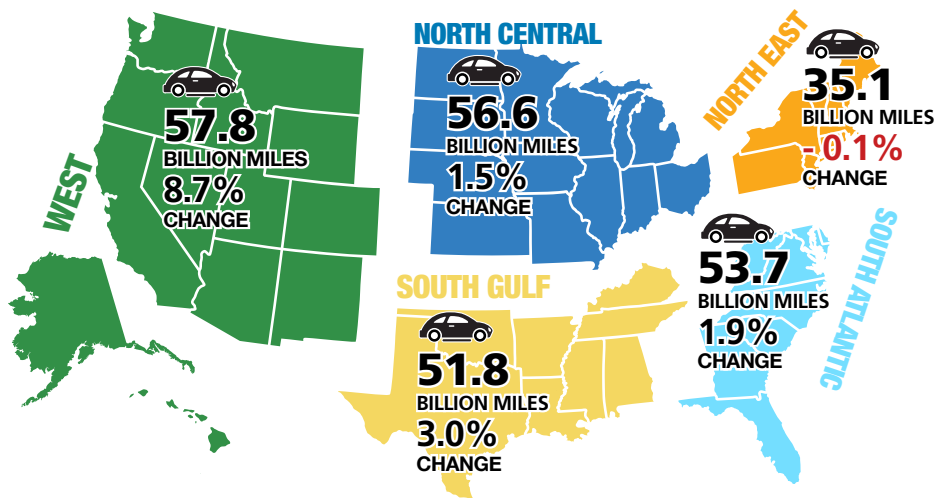 WEST
57.8
BILLION MILES
8.7%
CHANGE
NORTH CENTRAL
56.6
BILLION MILES
1.5%
CHANGE
NORTH EAST
35.1
BILLION MILES
- 0.1%
CHANGE
SOUTH GULF
51.8
BILLION MILES
3.0%
CHANGE
SOUTH ATLANTIC
53.7
BILLION MILES
1.9%
CHANGE